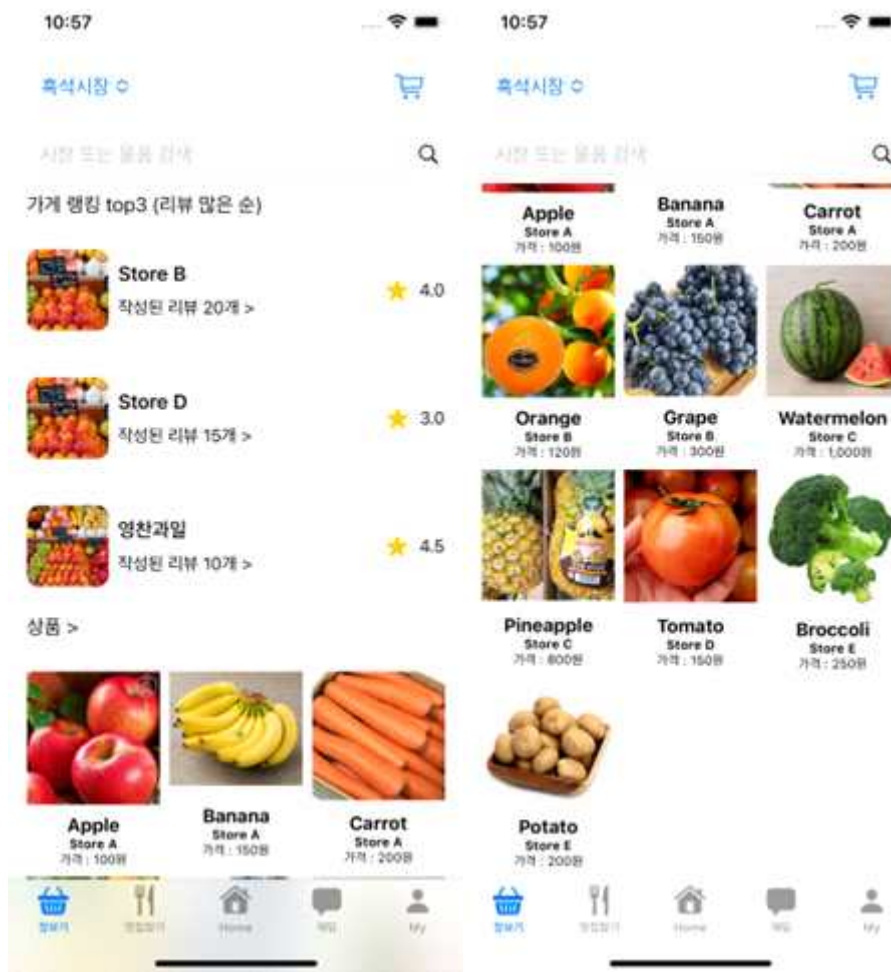 10:57
흑석시장
시장 또는 물품 검색
가게 랭킹 top3 (리뷰 많은 순)
Store B
작성된 리뷰 20개 >
4.0
Store D
작성된 리뷰 15개 >
3.0
영찬과일
작성된 리뷰 10개 >
4.5
상품 >
Apple
Store A
가격 : 100원
Banana
Store A
가격 : 150원
Carrot
Store A
가격 : 200원
장보기
맛집찾기
Home
My
10:57
흑석시장
시장 또는 물품 검색
Apple
Store A
가격 : 100원
Banana
Store A
가격 : 150원
Carrot
Store A
가격 : 200원
Orange
Store B
가격 : 120원
Grape
Store B
가격 : 300원
Watermelon
Store C
가격 : 1,000원
Pineapple
Store C
가격 : 800원
Tomato
Store D
가격 : 150원
Broccoli
Store E
가격 : 250원
Potato
Store E
가격 : 200원
장보기
맛집찾기
Home
My